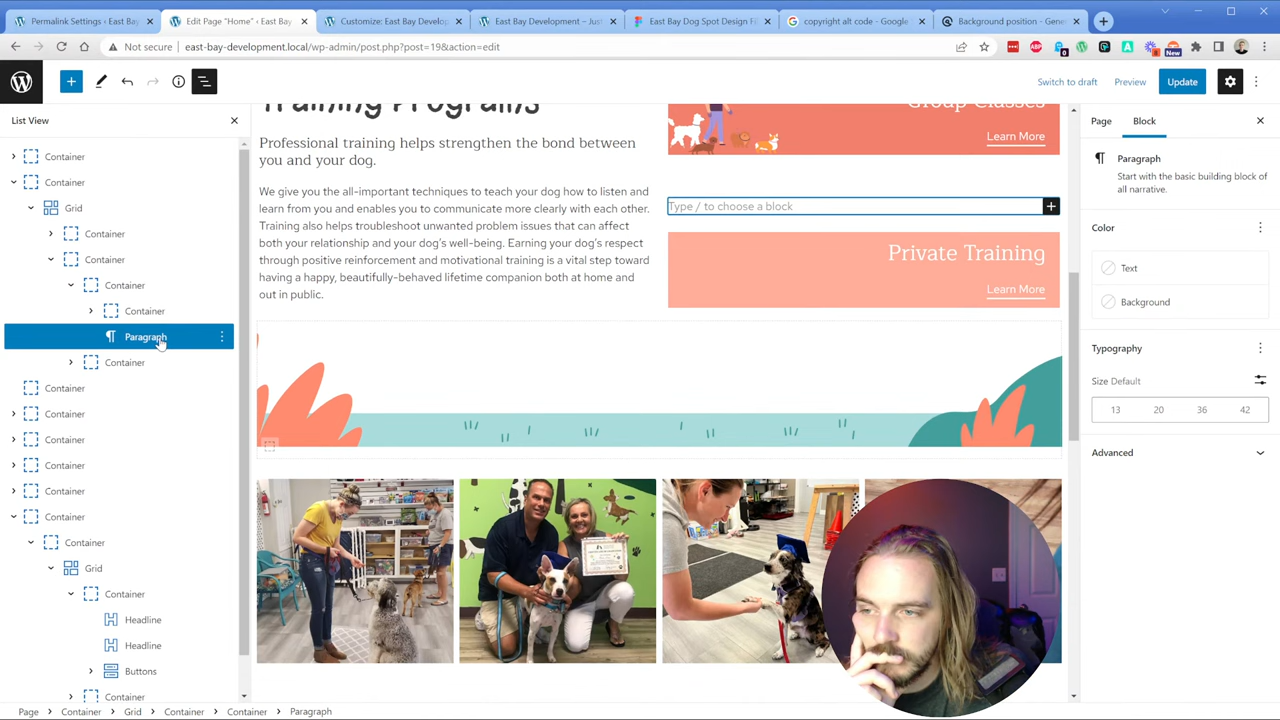 Permalink Settings ‹ East Bay
Edit Page "Home" ‹ East Bay
Customize: East Bay Develop
East Bay Development – Just
East Bay Dog Spot Design Fi
copyright alt code - Google
Background position - Gene
Not secure
east-bay-development.local/wp-admin/post.php?post=19&action=edit
New
Switch to draft
Preview
Update
List View
Page
Block
Container
Container
Grid
Container
Container
Container
Container
Paragraph
Container
Container
Container
Container
Container
Container
Container
Container
Grid
Container
Headline
Headline
Buttons
Container
Training Programs
Professional training helps strengthen the bond between
you and your dog.
We give you the all-important techniques to teach your dog how to listen and
learn from you and enables you to communicate more clearly with each other.
Training also helps troubleshoot unwanted problem issues that can affect
both your relationship and your dog's well-being. Earning your dog's respect
through positive reinforcement and motivational training is a vital step toward
having a happy, beautifully-behaved lifetime companion both at home and
out in public.
Group Classes
Learn More
Type / to choose a block
Private Training
Learn More
Paragraph
Start with the basic building block of
all narrative.
Color
Text
Background
Typography
Size Default
13 20 36 42
Advanced
Page › Container › Grid › Container › Container › Paragraph